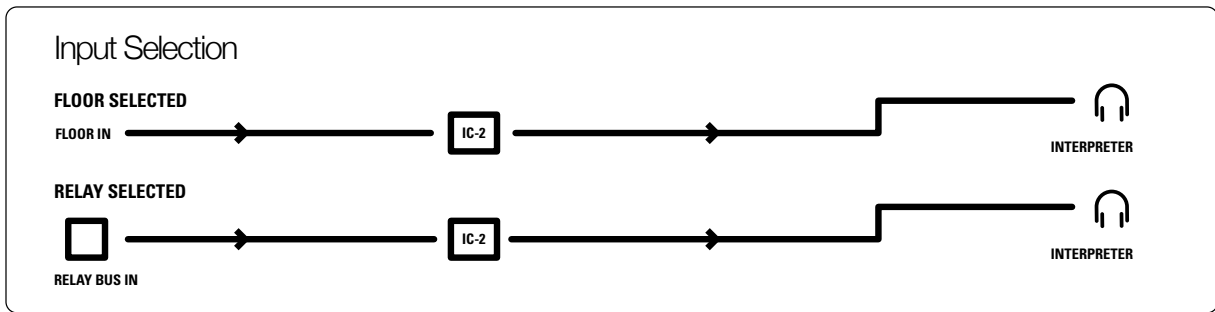 Input Selection
FLOOR SELECTED
FLOOR IN
IC-2
INTERPRETER
RELAY SELECTED
IC-2
INTERPRETER
RELAY BUS IN